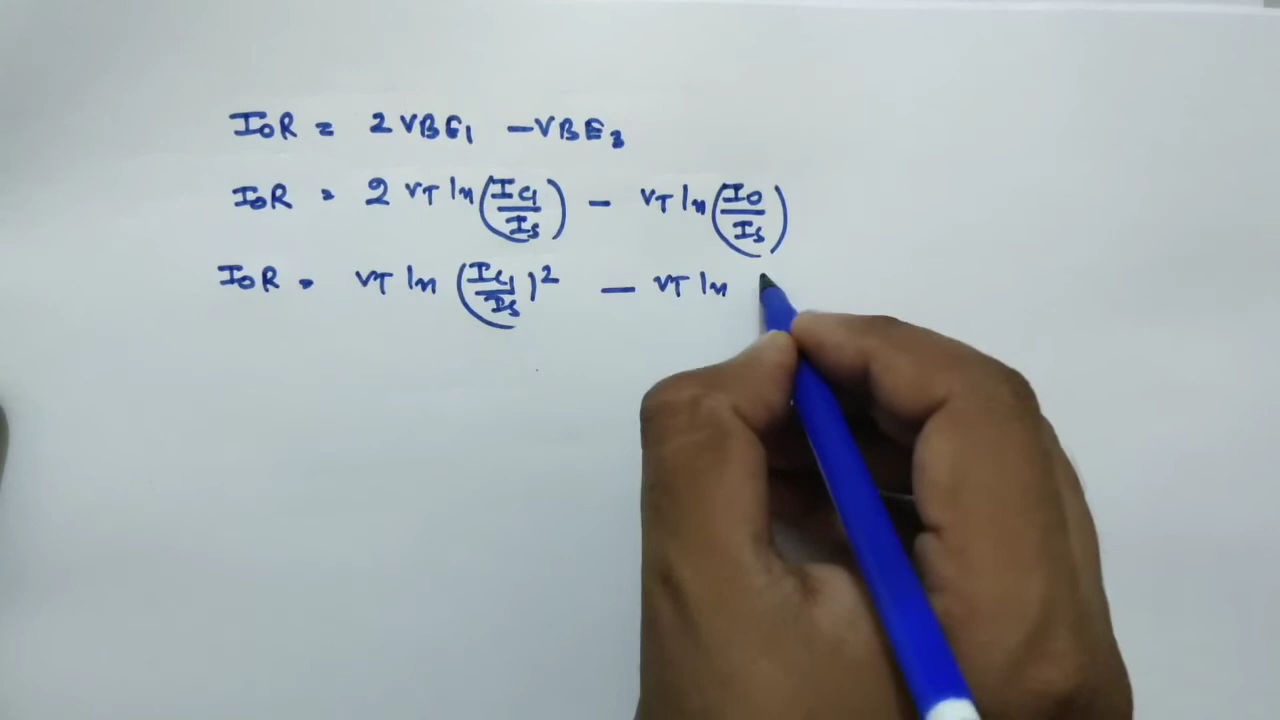 IoR = 2VBE1 - VBE3
IoR = 2 VT ln(IC1/Is) - VT ln(Io/Is)
IoR = VT ln (IC1/Is)² - VT ln